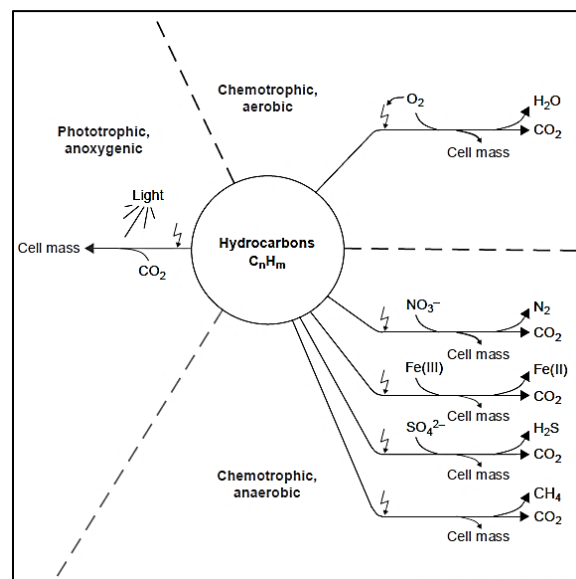 Chemotrophic,
aerobic
O₂
H₂O
CO₂
Cell mass
Phototrophic,
anoxygenic
Light
Cell mass
CO₂
Hydrocarbons
CₙHₘ
NO₃⁻
N₂
CO₂
Cell mass
Fe(III)
Fe(II)
CO₂
Cell mass
SO₄²⁻
H₂S
CO₂
Cell mass
Chemotrophic,
anaerobic
CH₄
CO₂
Cell mass